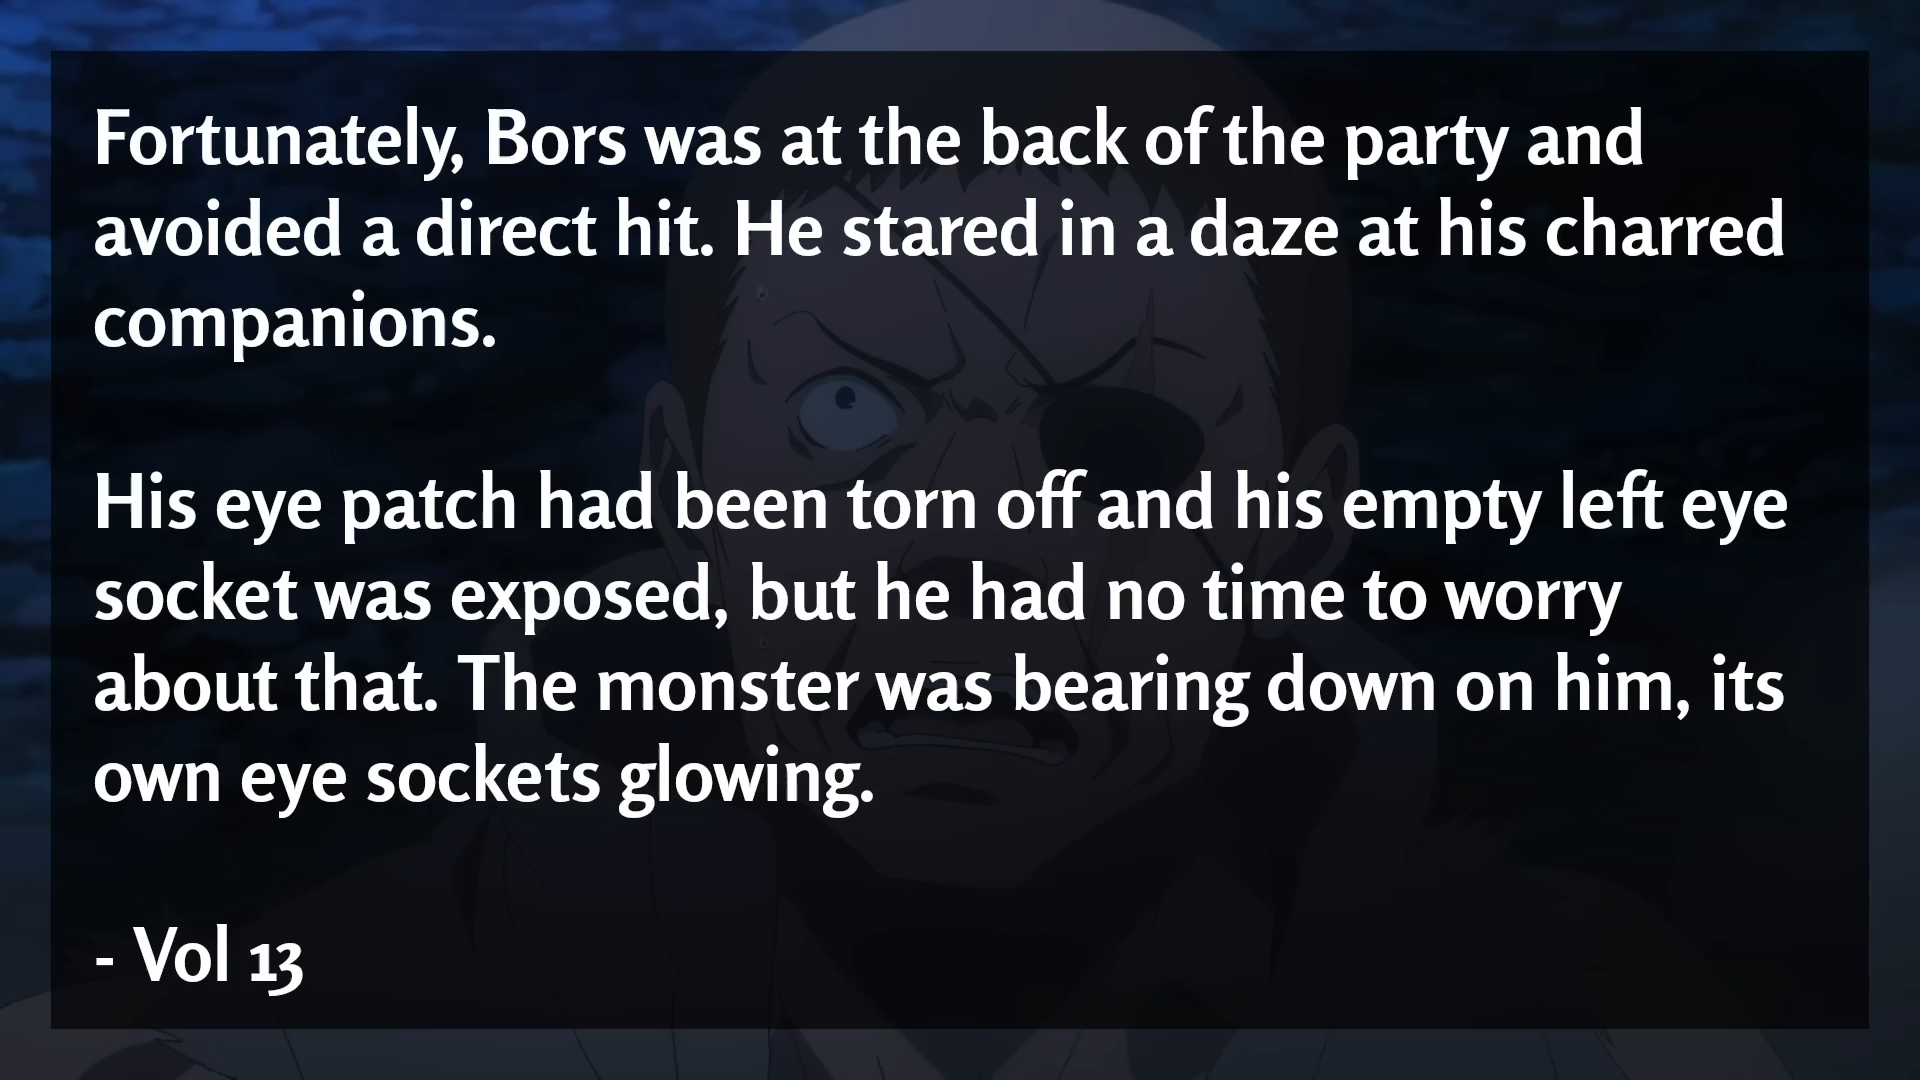 Fortunately, Bors was at the back of the party and
avoided a direct hit. He stared in a daze at his charred
companions.
His eye patch had been torn off and his empty left eye
socket was exposed, but he had no time to worry
about that. The monster was bearing down on him, its
own eye sockets glowing.
- Vol 13